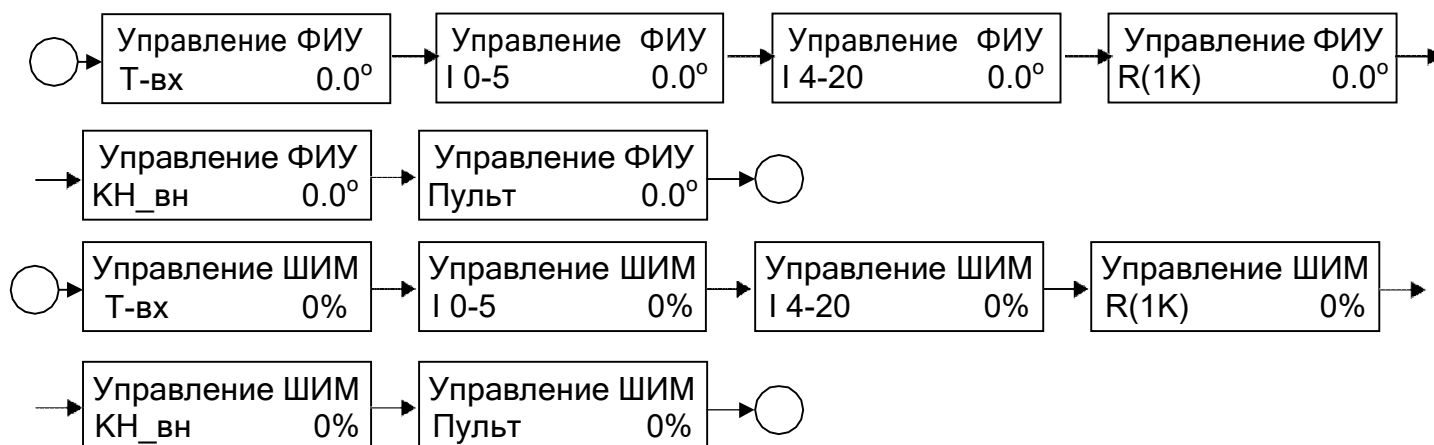 Управление ФИУ
Т-вх 0.0°
Управление ФИУ
I 0-5 0.0°
Управление ФИУ
I 4-20 0.0°
Управление ФИУ
R(1K) 0.0°
Управление ФИУ
КН_вн 0.0°
Управление ФИУ
Пульт 0.0°
Управление ШИМ
Т-вх 0%
Управление ШИМ
I 0-5 0%
Управление ШИМ
I 4-20 0%
Управление ШИМ
R(1K) 0%
Управление ШИМ
КН_вн 0%
Управление ШИМ
Пульт 0%